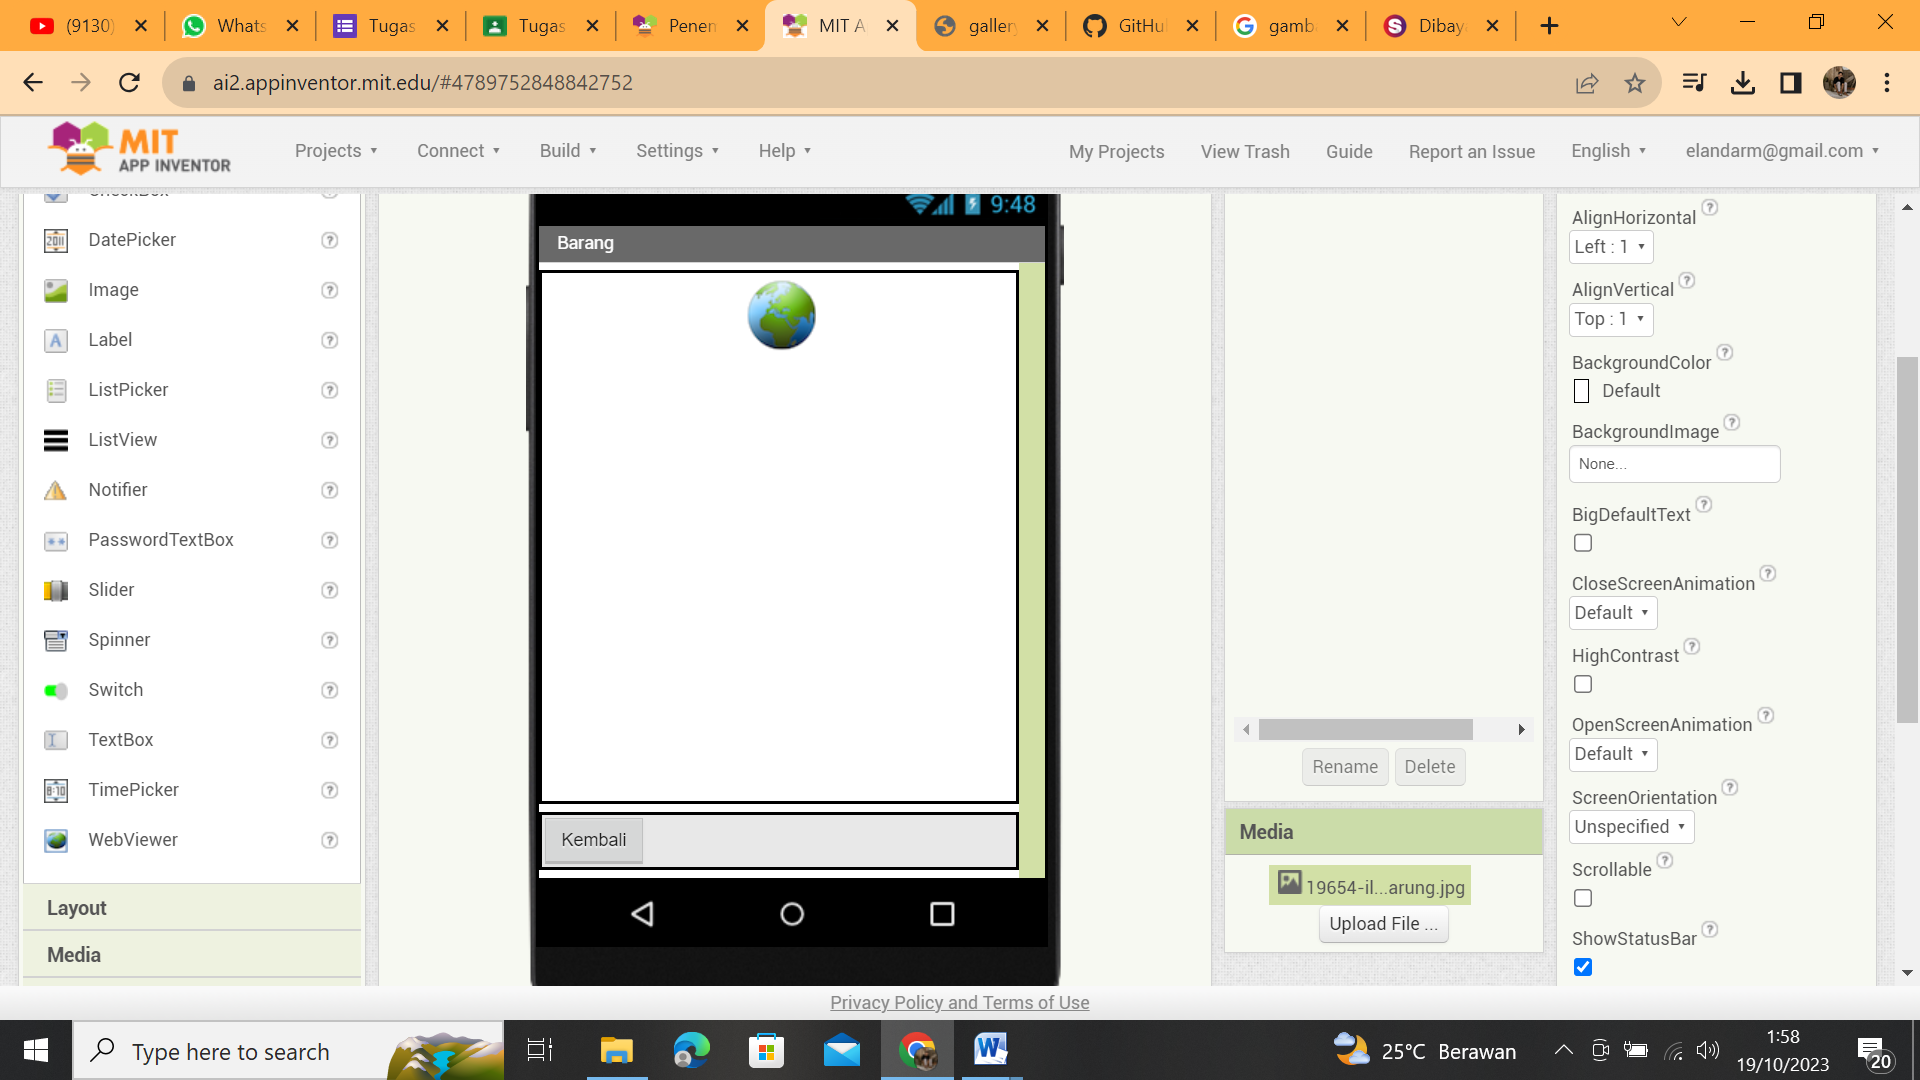 (9130)
Whats
Tugas
Tugas
Penem
MIT A
gallery
GitHu
gamb
Dibay
ai2.appinventor.mit.edu/#4789752848842752
MIT
APP INVENTOR
Projects
Connect
Build
Settings
Help
My Projects
View Trash
Guide
Report an Issue
English
elandarm@gmail.com
CheckBox
DatePicker
Image
Label
ListPicker
ListView
Notifier
PasswordTextBox
Slider
Spinner
Switch
TextBox
TimePicker
WebViewer
Layout
Media
9:48
Barang
Kembali
Rename
Delete
Media
19654-il...arung.jpg
Upload File ...
AlignHorizontal
Left : 1
AlignVertical
Top : 1
BackgroundColor
Default
BackgroundImage
None...
BigDefaultText
CloseScreenAnimation
Default
HighContrast
OpenScreenAnimation
Default
ScreenOrientation
Unspecified
Scrollable
ShowStatusBar
Privacy Policy and Terms of Use
Type here to search
25°C Berawan
1:58
19/10/2023
20